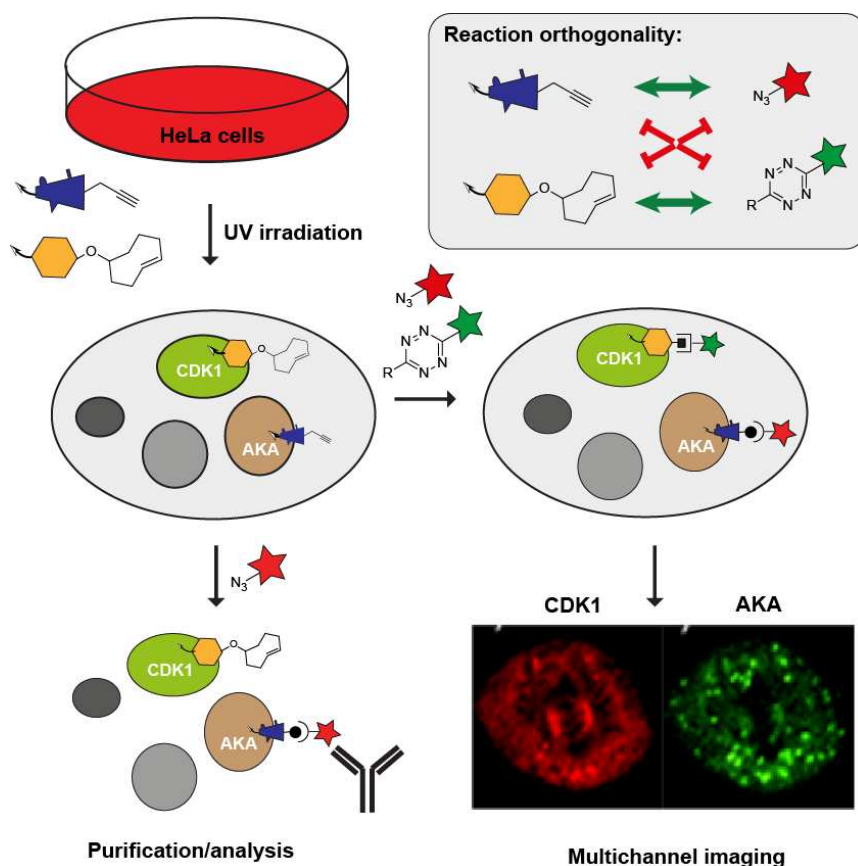 Reaction orthogonality:
N3
O
N N
N N
R
HeLa cells
UV irradiation
O
N3
N N
N N
R
CDK1
O
AKA
CDK1
AKA
N3
CDK1
O
AKA
CDK1 AKA
Purification/analysis
Multichannel imaging